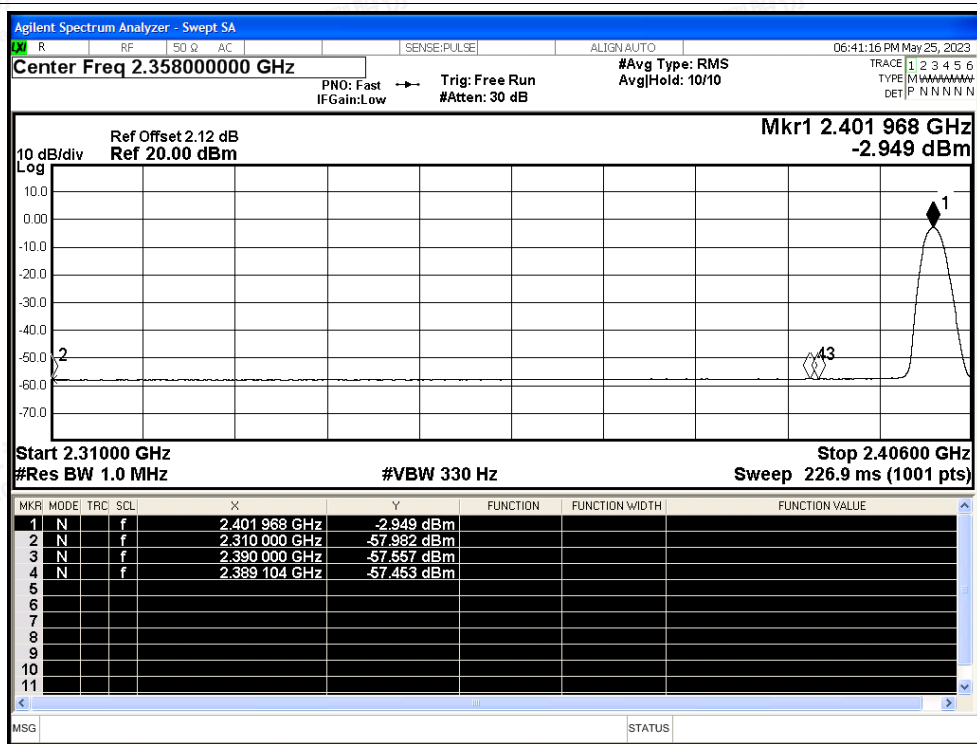 Agilent Spectrum Analyzer - Swept SA
LXI R RF 50 Ω AC SENSE:PULSE ALIGN AUTO 06:41:16 PM May 25, 2023
Center Freq 2.358000000 GHz #Avg Type: RMS TRACE 1 2 3 4 5 6
PNO: Fast Trig: Free Run Avg|Hold: 10/10 TYPE M WWWWW
IFGain:Low #Atten: 30 dB DET P N N N N N
Mkr1 2.401 968 GHz
-2.949 dBm
Ref Offset 2.12 dB
10 dB/div Ref 20.00 dBm
Log
10.0
0.00
-10.0
-20.0
-30.0
-40.0
-50.0
-60.0
-70.0
1
2
43
Start 2.31000 GHz Stop 2.40600 GHz
#Res BW 1.0 MHz #VBW 330 Hz Sweep 226.9 ms (1001 pts)
MKR MODE TRC SCL X Y FUNCTION FUNCTION WIDTH FUNCTION VALUE
1 N f 2.401 968 GHz -2.949 dBm
2 N f 2.310 000 GHz -57.982 dBm
3 N f 2.390 000 GHz -57.557 dBm
4 N f 2.389 104 GHz -57.453 dBm
5
6
7
8
9
10
11
MSG STATUS